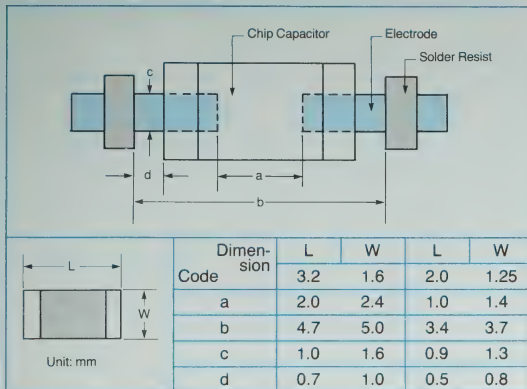 Chip Capacitor
Electrode
Solder Resist
c
d
a
b
L
W
Unit: mm
Dimen-
sion
Code
L W L W
3.2 1.6 2.0 1.25
a 2.0 2.4 1.0 1.4
b 4.7 5.0 3.4 3.7
c 1.0 1.6 0.9 1.3
d 0.7 1.0 0.5 0.8